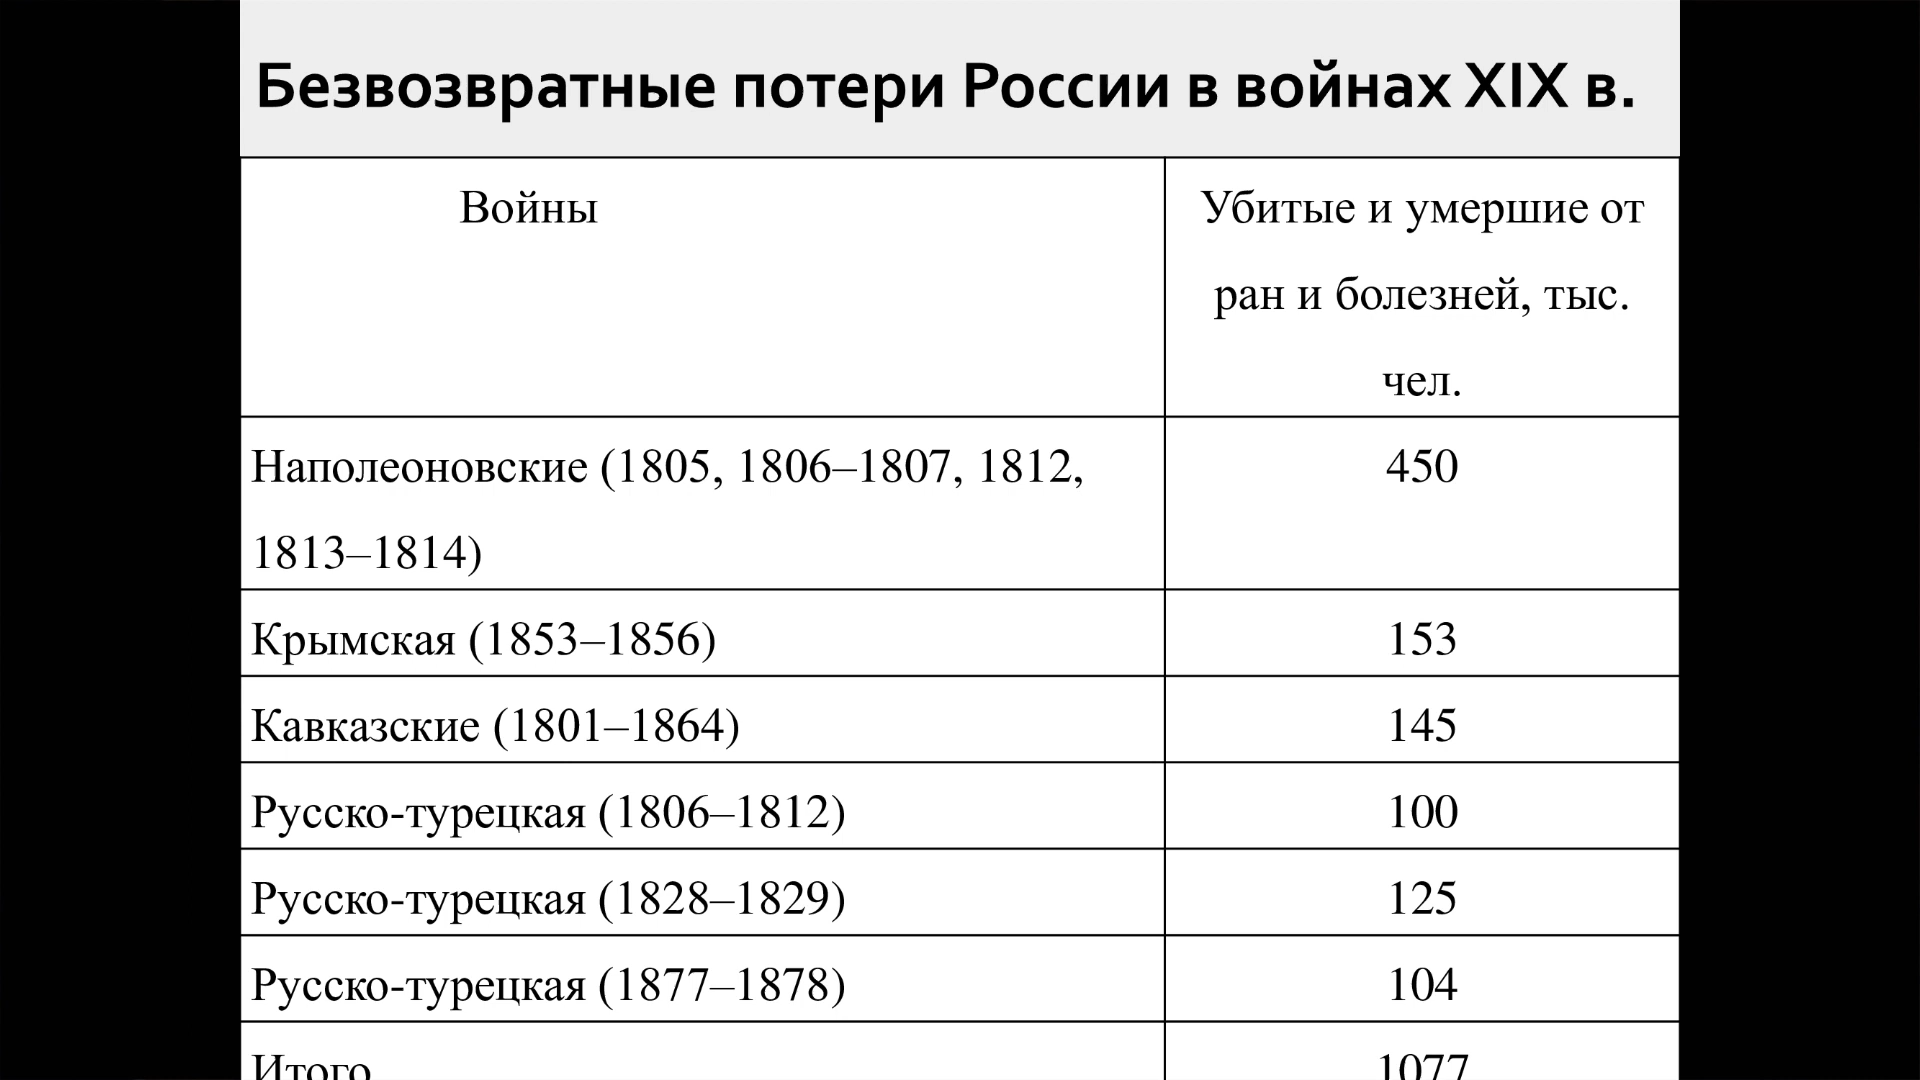 Безвозвратные потери России в войнах XIX в.
Войны
Убитые и умершие от
ран и болезней, тыс.
чел.
Наполеоновские (1805, 1806–1807, 1812,
1813–1814)
450
Крымская (1853–1856)
153
Кавказские (1801–1864)
145
Русско-турецкая (1806–1812)
100
Русско-турецкая (1828–1829)
125
Русско-турецкая (1877–1878)
104
Итого
1077